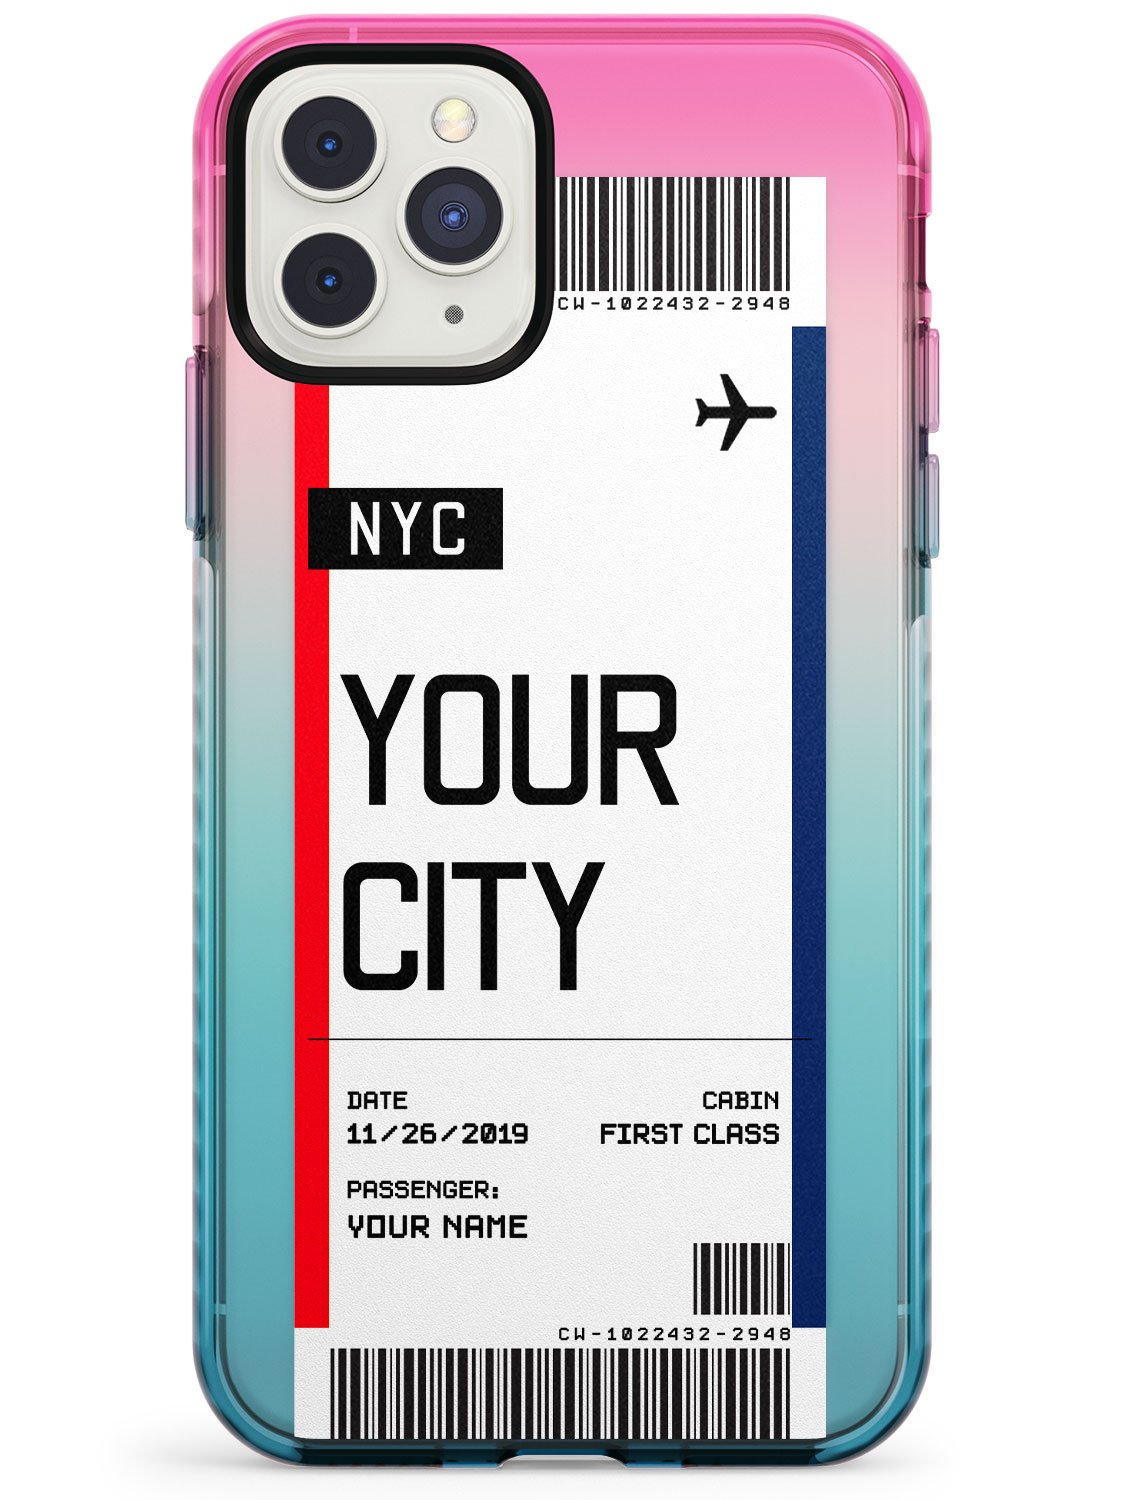 CW-1022432-2948
NYC
YOUR
CITY
DATE
CABIN
11/26/2019
FIRST CLASS
PASSENGER:
YOUR NAME
CW-1022432-2948